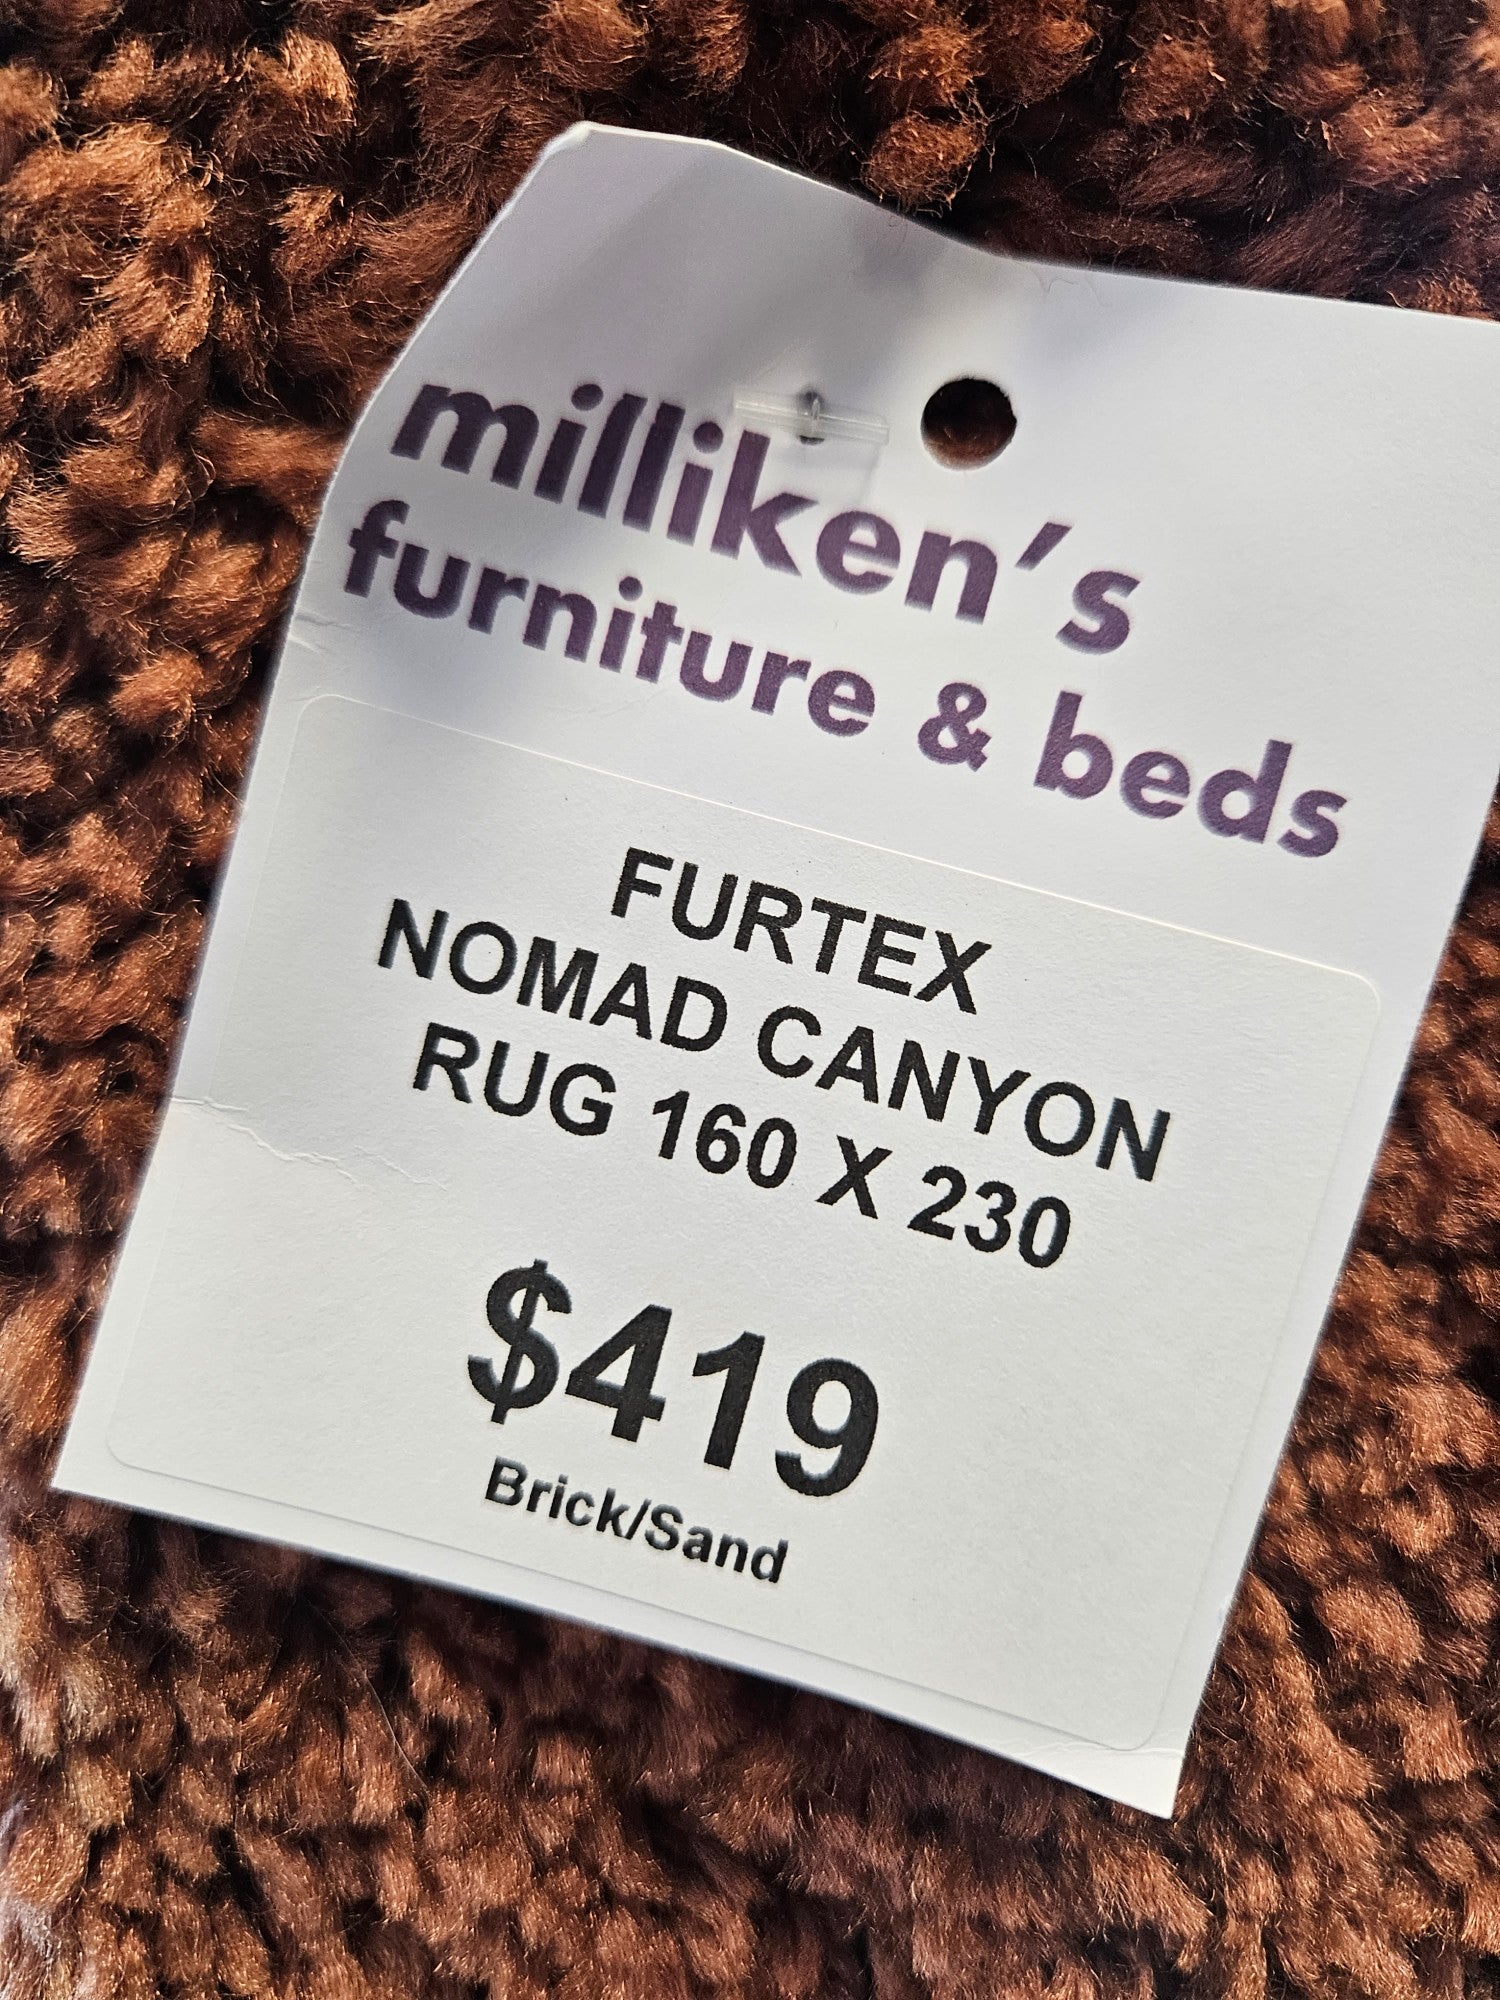 milliken's
furniture & beds
FURTEX
NOMAD CANYON
RUG 160 X 230
$419
Brick/Sand